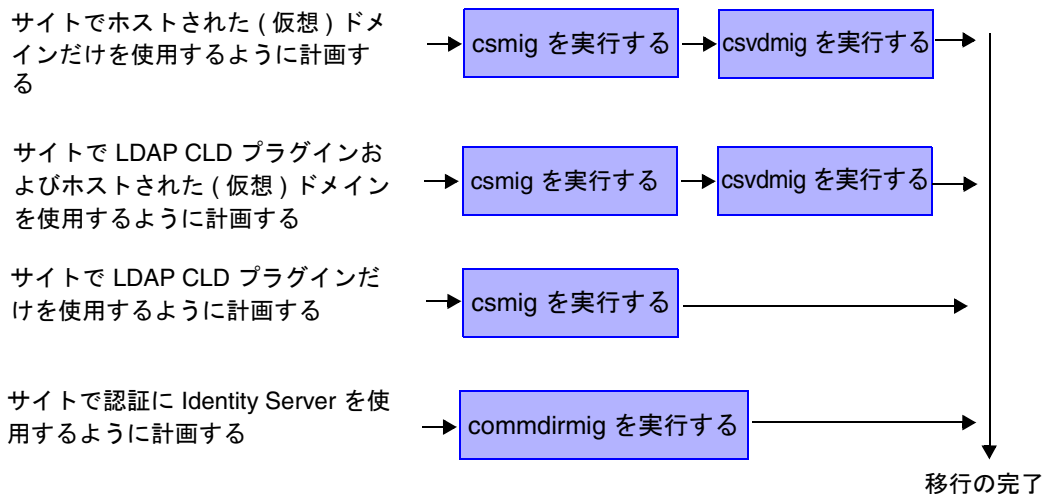 サイトでホストされた ( 仮想 ) ドメ
インだけを使用するように計画す
る
csmig を実行する
csvdmig を実行する
サイトで LDAP CLD プラグインお
よびホストされた ( 仮想 ) ドメイン
を使用するように計画する
csmig を実行する
csvdmig を実行する
サイトで LDAP CLD プラグインだ
けを使用するように計画する
csmig を実行する
サイトで認証に Identity Server を使
用するように計画する
commdirmig を実行する
移行の完了